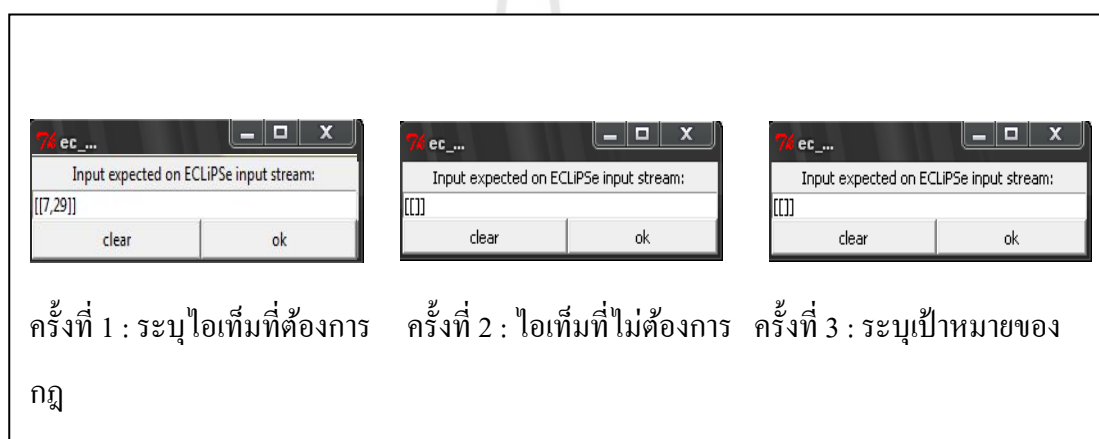 ec_...
Input expected on ECLiPSe input stream:
[[7,29]]
clear ok
ec_...
Input expected on ECLiPSe input stream:
[[]]
clear ok
ec_...
Input expected on ECLiPSe input stream:
[[]]
clear ok
ครั้งที่ 1 : ระบุไอเท็มที่ต้องการ ครั้งที่ 2 : ไอเท็มที่ไม่ต้องการ ครั้งที่ 3 : ระบุเป้าหมายของ
กฎ